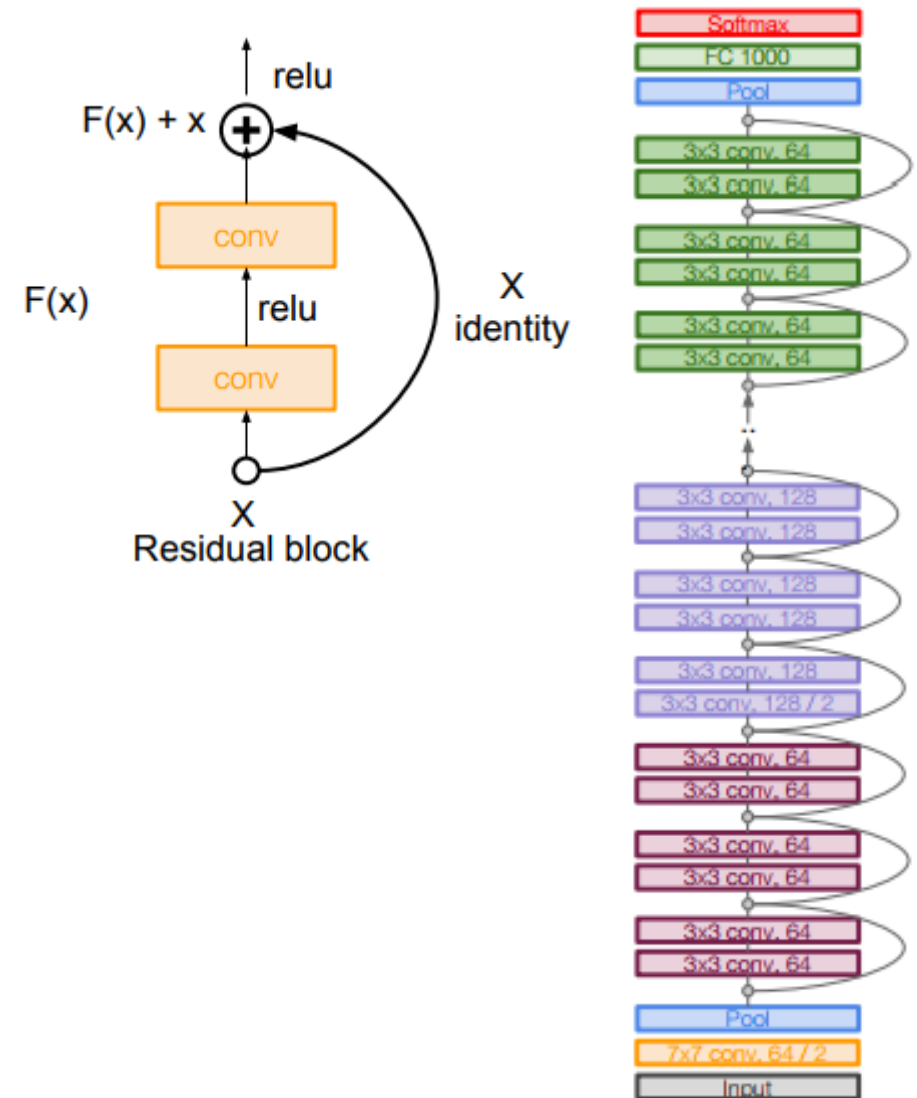 relu
F(x) + x
conv
F(x)
relu
X
identity
conv
X
Residual block
Softmax
FC 1000
Pool
3x3 conv, 64
3x3 conv, 64
3x3 conv, 64
3x3 conv, 64
3x3 conv, 64
3x3 conv, 64
..
3x3 conv, 128
3x3 conv, 128
3x3 conv, 128
3x3 conv, 128
3x3 conv, 128
3x3 conv, 128 / 2
3x3 conv, 64
3x3 conv, 64
3x3 conv, 64
3x3 conv, 64
3x3 conv, 64
3x3 conv, 64
Pool
7x7 conv, 64 / 2
Input